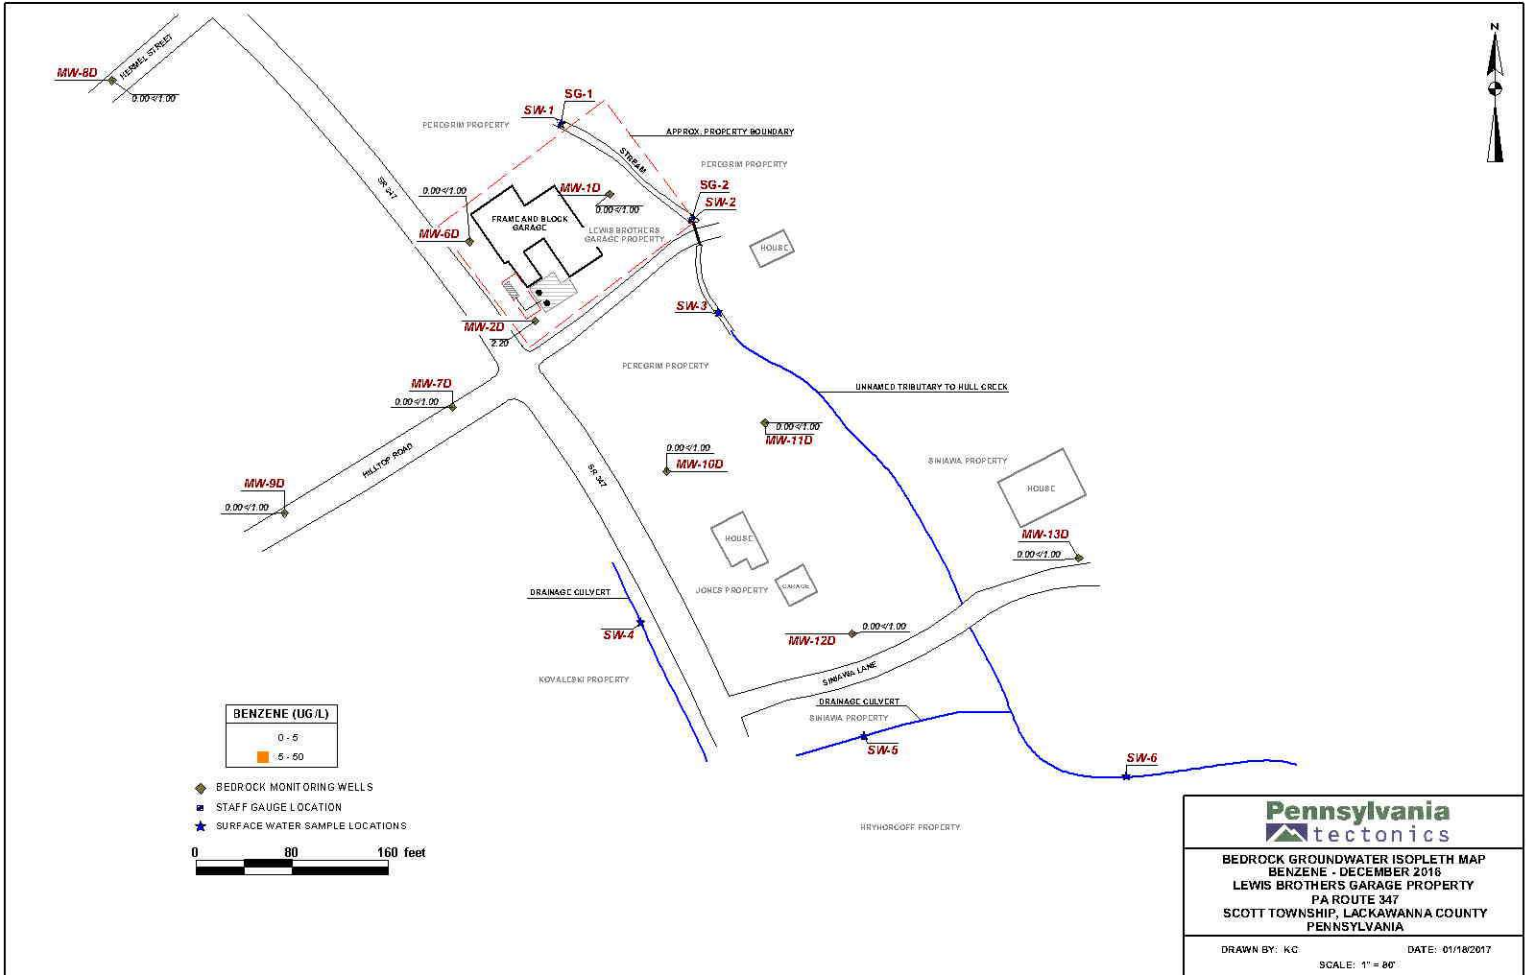 N
HERMEL STREET
MW-8D
0.00</1.00
SG-1
SW-1
PEREGRIM PROPERTY
APPROX. PROPERTY BOUNDARY
STREAM
PEREGRIM PROPERTY
SR 347
0.00</1.00
MW-1D
SG-2
SW-2
0.00</1.00
FRAME AND BLOCK
GARAGE
LEWIS BROTHERS
GARAGE PROPERTY
MW-6D
HOUSE
SW-3
MW-2D
2.20
PEREGRIM PROPERTY
MW-7D
0.00</1.00
UNNAMED TRIBUTARY TO HULL CREEK
0.00</1.00
MW-11D
0.00</1.00
MW-10D
HILLTOP ROAD
SR 347
SINIAWA PROPERTY
MW-9D
0.00</1.00
HOUSE
HOUSE
MW-13D
0.00</1.00
GARAGE
DRAINAGE CULVERT
JONES PROPERTY
SW-4
MW-12D
0.00</1.00
SINIAWA LANE
KOVALESKI PROPERTY
DRAINAGE CULVERT
SINIAWA PROPERTY
SW-5
SW-6
BENZENE (UG/L)
0 - 5
5 - 50
BEDROCK MONITORING WELLS
STAFF GAUGE LOCATION
SURFACE WATER SAMPLE LOCATIONS
HRYHORCOFF PROPERTY
0 80 160 feet
Pennsylvania
tectonics
BEDROCK GROUNDWATER ISOPLETH MAP
BENZENE - DECEMBER 2016
LEWIS BROTHERS GARAGE PROPERTY
PA ROUTE 347
SCOTT TOWNSHIP, LACKAWANNA COUNTY
PENNSYLVANIA
DRAWN BY: KC DATE: 01/18/2017
SCALE: 1" = 80'